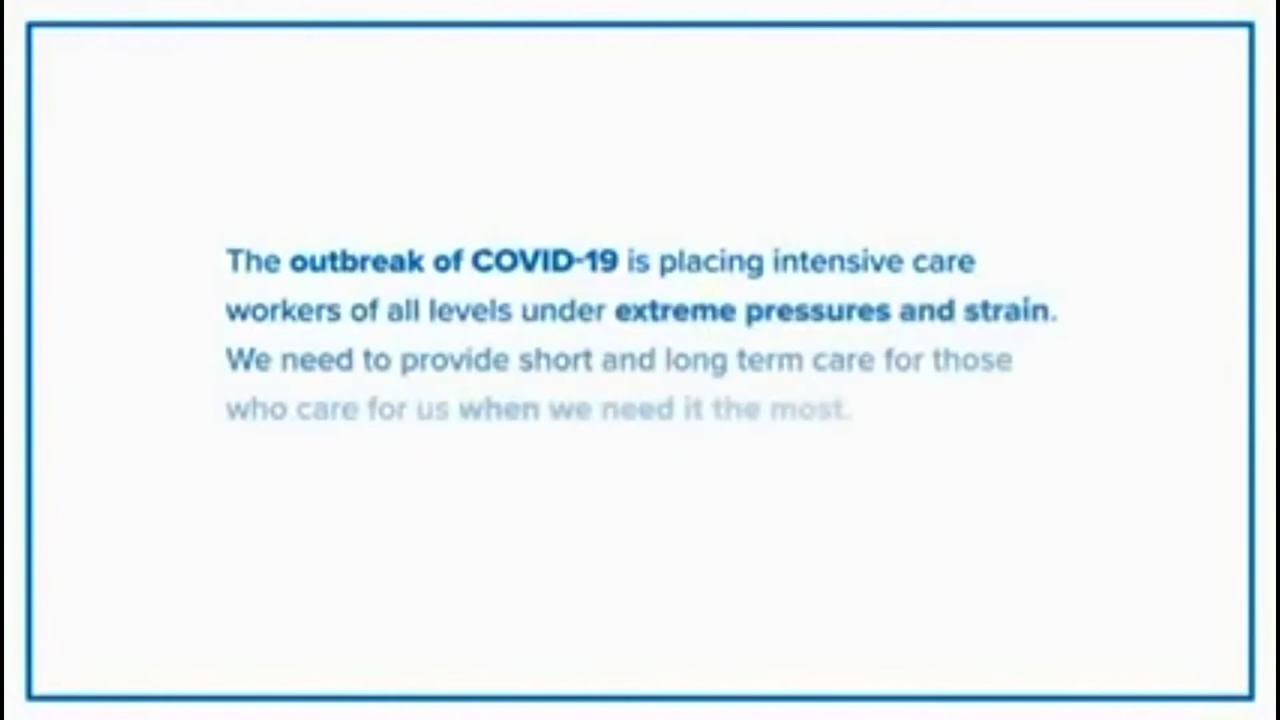 The outbreak of COVID-19 is placing intensive care
workers of all levels under extreme pressures and strain.
We need to provide short and long term care for those
who care for us when we need it the most.